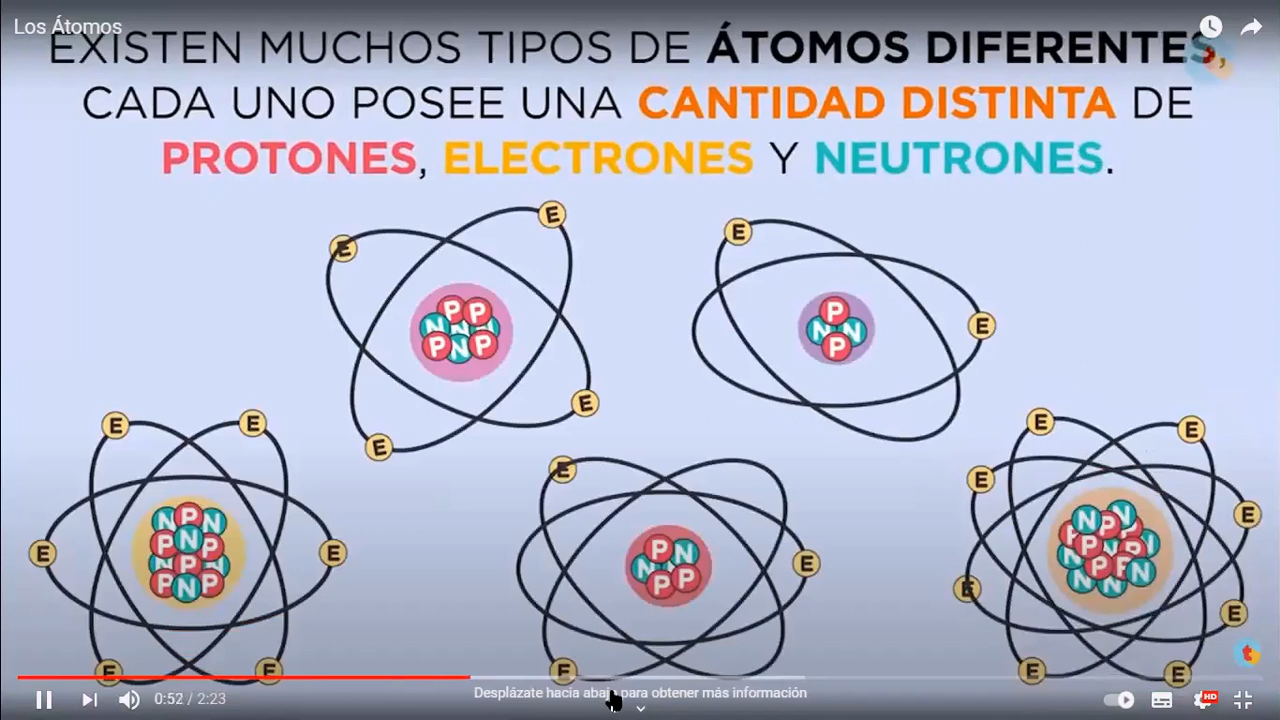 Los Átomos
EXISTEN MUCHOS TIPOS DE ÁTOMOS DIFERENTES,
CADA UNO POSEE UNA CANTIDAD DISTINTA DE
PROTONES, ELECTRONES Y NEUTRONES.
E E
E E
E E
P P
N N N
P N P
P
N N
P
E E
E E
E E
N P N
P N P
N P N
P N P
E
E
E
P N
N P
P P
E E
E E
E E
E E
N N
P P
P N P N
N P P N
N N
0:52 / 2:23
Desplázate hacia abajo para obtener más información
HD
t